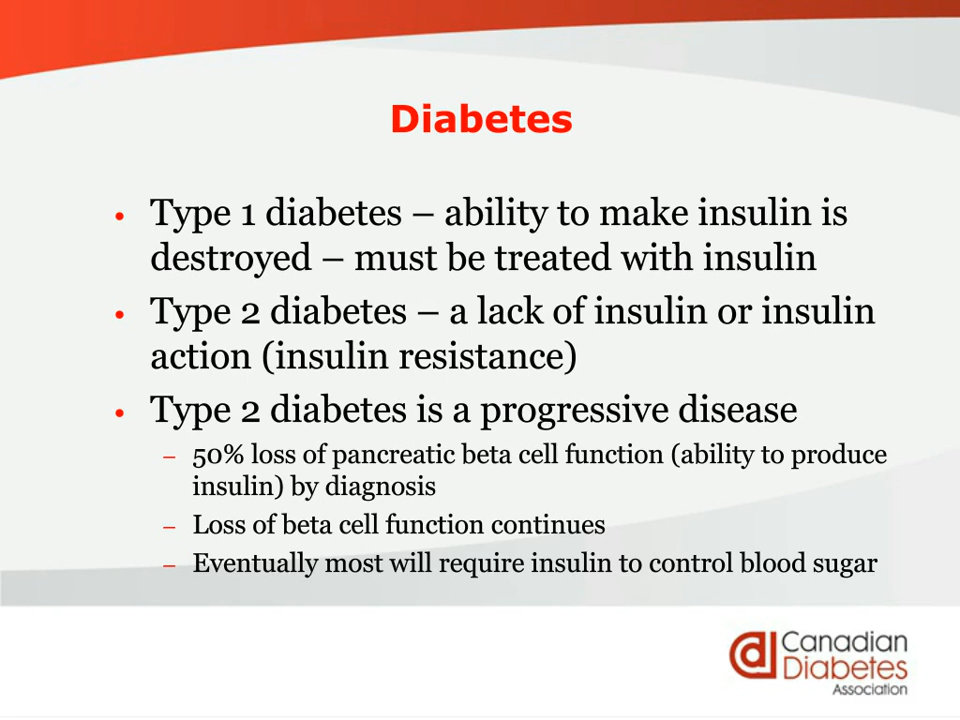 Diabetes
• Type 1 diabetes – ability to make insulin is
destroyed – must be treated with insulin
• Type 2 diabetes – a lack of insulin or insulin
action (insulin resistance)
• Type 2 diabetes is a progressive disease
– 50% loss of pancreatic beta cell function (ability to produce
insulin) by diagnosis
– Loss of beta cell function continues
– Eventually most will require insulin to control blood sugar
Canadian
Diabetes
Association